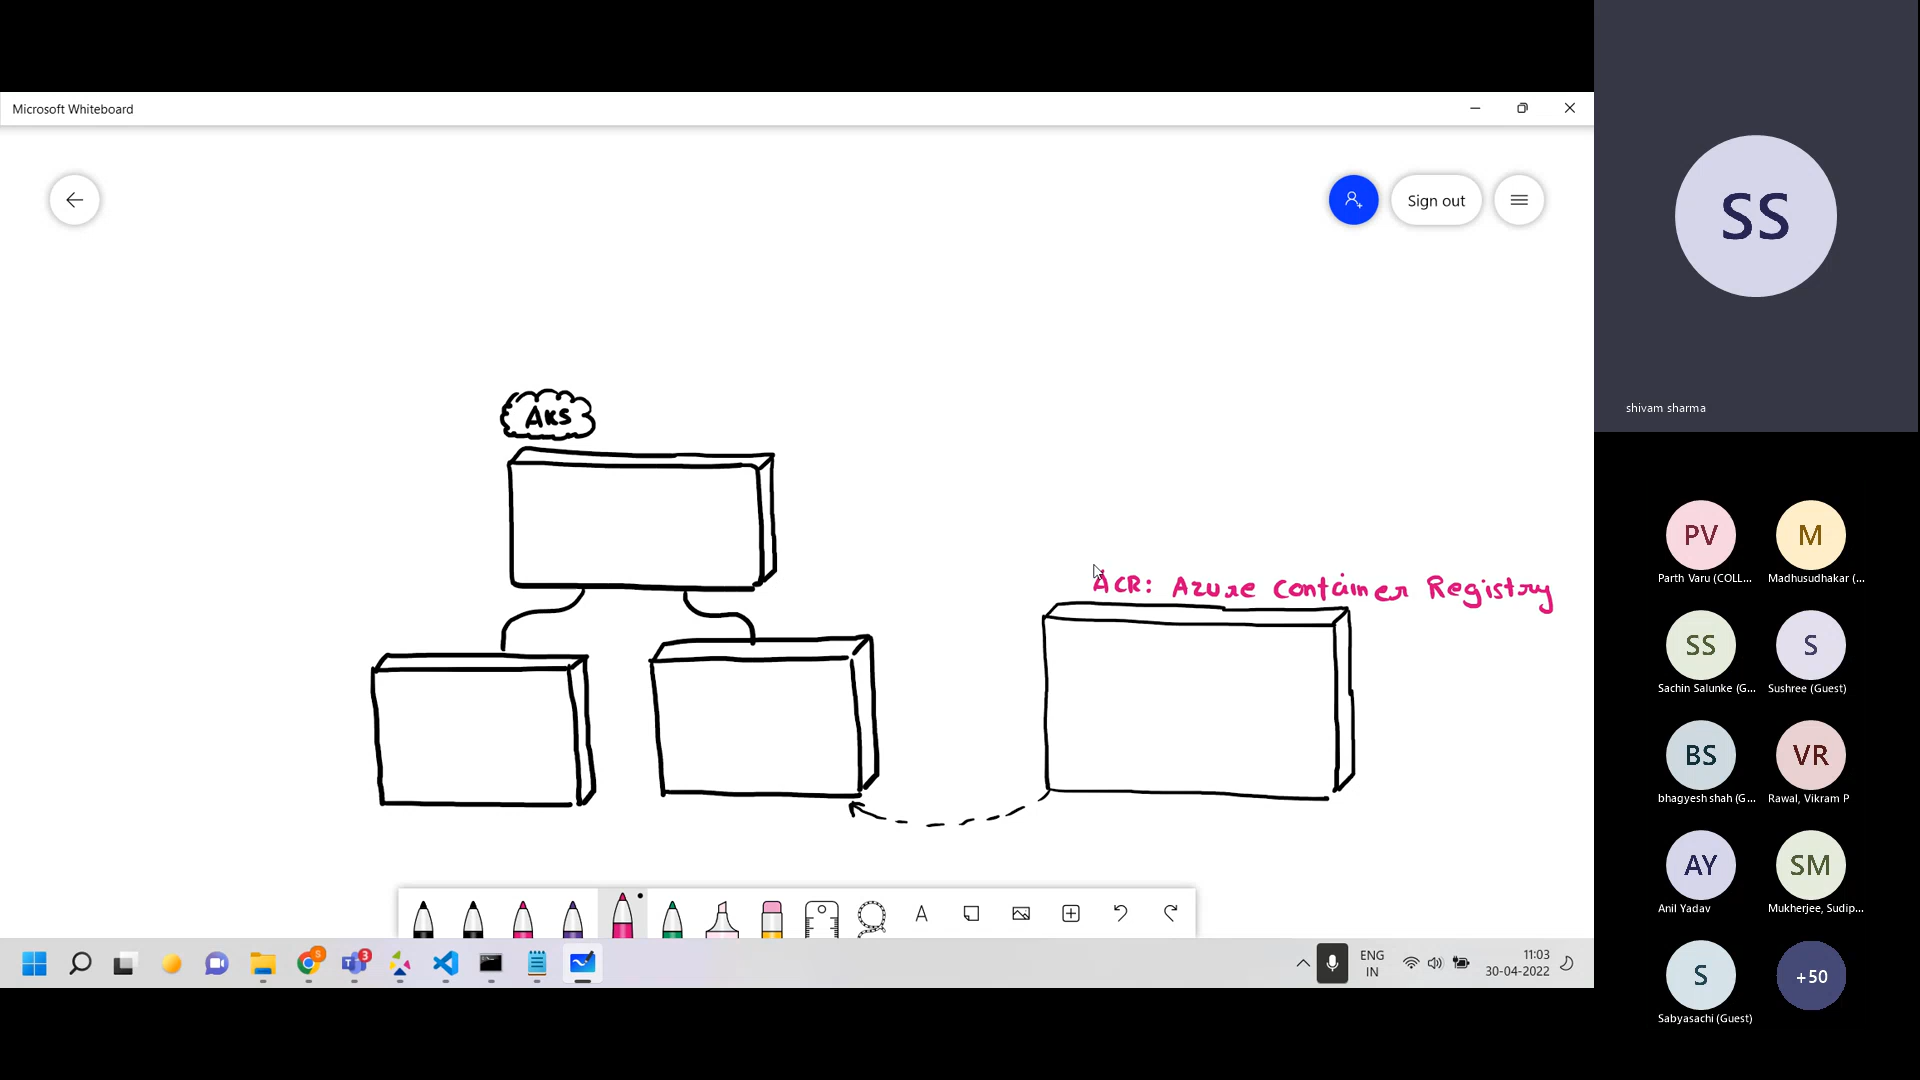 Microsoft Whiteboard
Sign out
SS
shivam sharma
AKS
ACR: Azure Container Registry
PV
M
Parth Varu (COLL...
Madhusudhakar (...
SS
S
Sachin Salunke (G...
Sushree (Guest)
BS
VR
bhagyesh shah (G...
Rawal, Vikram P
AY
SM
Anil Yadav
Mukherjee, Sudip...
S
+50
Sabyasachi (Guest)
A
S
3
ENG
IN
11:03
30-04-2022